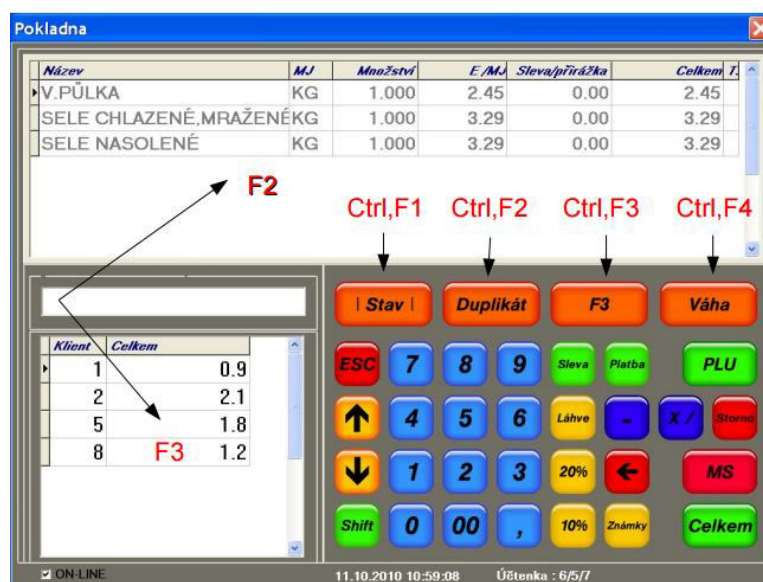 Pokladna
Název MJ Množství E /MJ Sleva/přirážka Celkem T.
V.PŮLKA KG 1.000 2.45 0.00 2.45
SELE CHLAZENÉ,MRAŽENÉ KG 1.000 3.29 0.00 3.29
SELE NASOLENÉ KG 1.000 3.29 0.00 3.29
F2
Ctrl,F1 Ctrl,F2 Ctrl,F3 Ctrl,F4
| Stav | Duplikát F3 Váha
Klient Celkem
1 0.9
2 2.1
5 1.8
8 1.2
F3
ESC 7 8 9 Sleva Platba PLU
↑ 4 5 6 Láhve - X / Storno
↓ 1 2 3 20% ← MS
Shift 0 00 , 10% Známky Celkem
ON-LINE 11.10.2010 10:59:08 Účtenka : 6/5/7